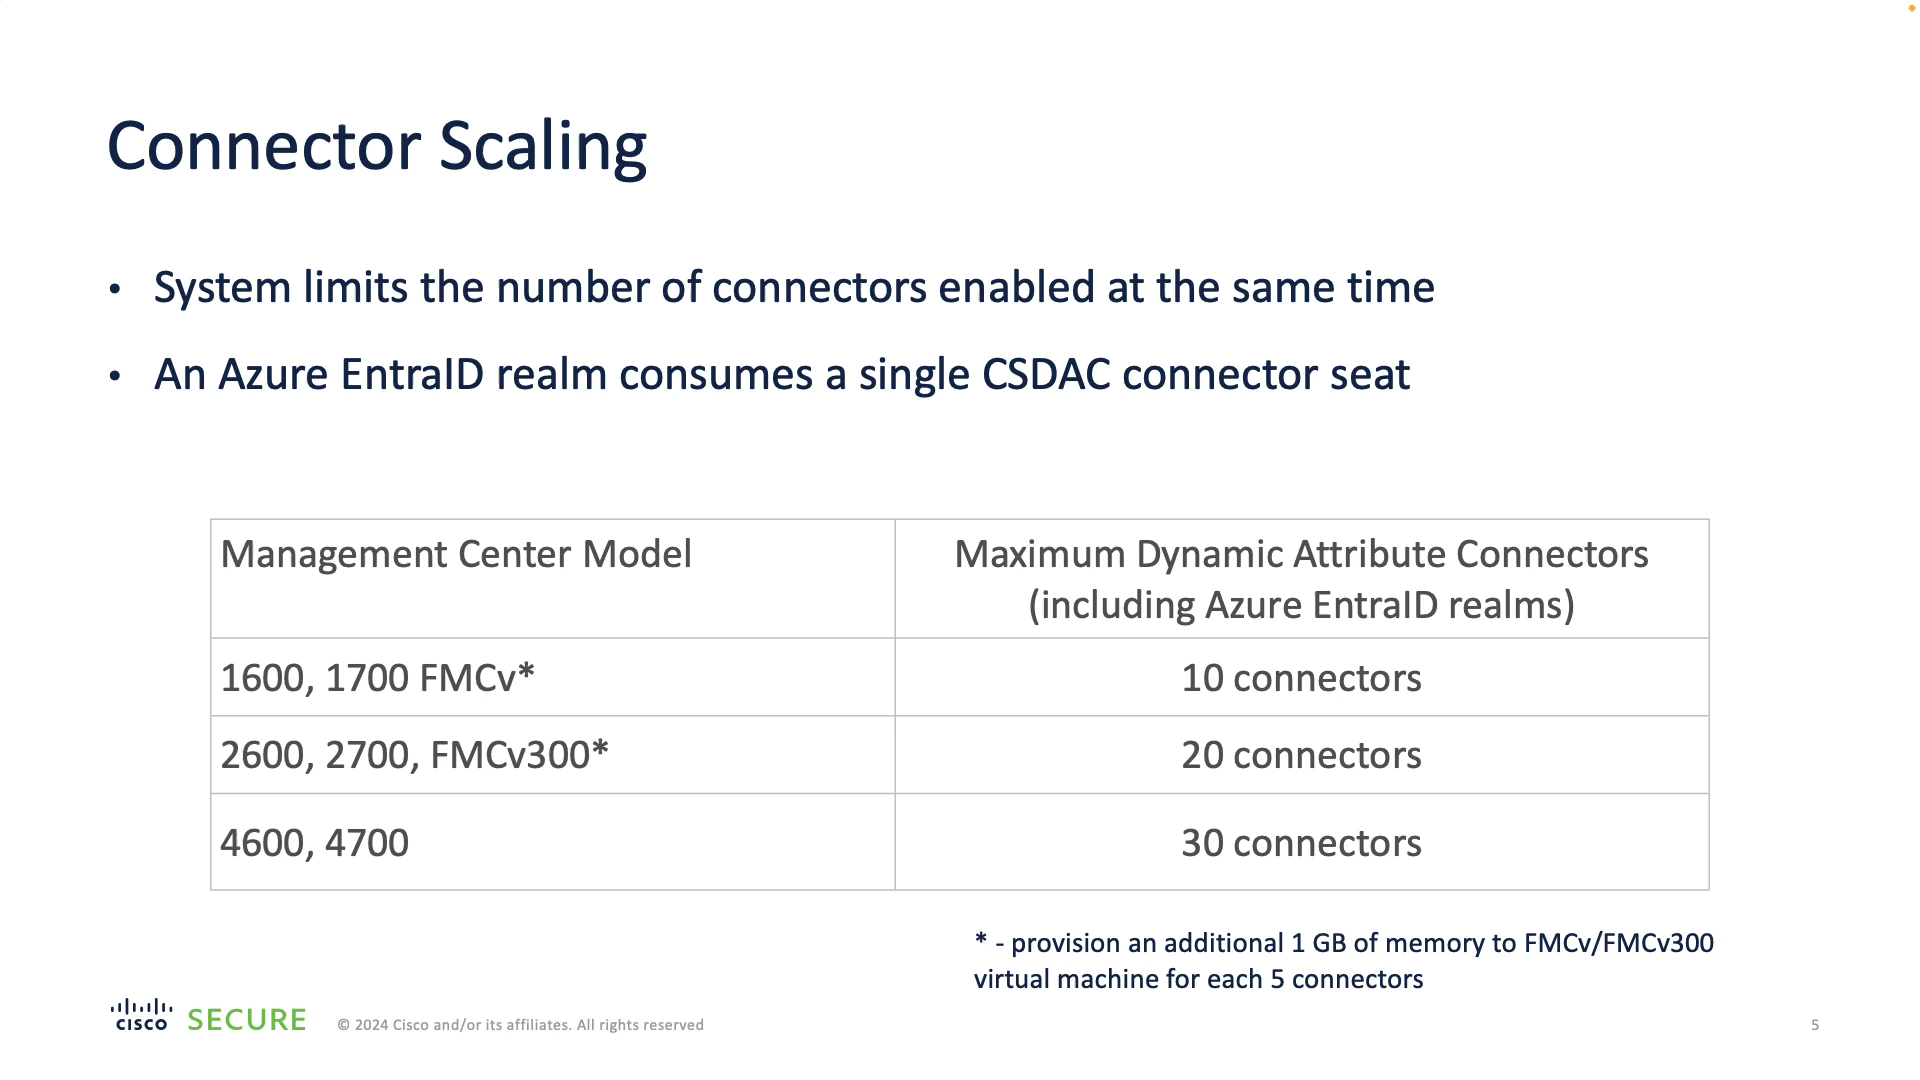 Connector Scaling
• System limits the number of connectors enabled at the same time
• An Azure EntraID realm consumes a single CSDAC connector seat
Management Center Model
Maximum Dynamic Attribute Connectors
(including Azure EntraID realms)
1600, 1700 FMCv*
10 connectors
2600, 2700, FMCv300*
20 connectors
4600, 4700
30 connectors
* - provision an additional 1 GB of memory to FMCv/FMCv300
virtual machine for each 5 connectors
CISCO SECURE
© 2024 Cisco and/or its affiliates. All rights reserved
5